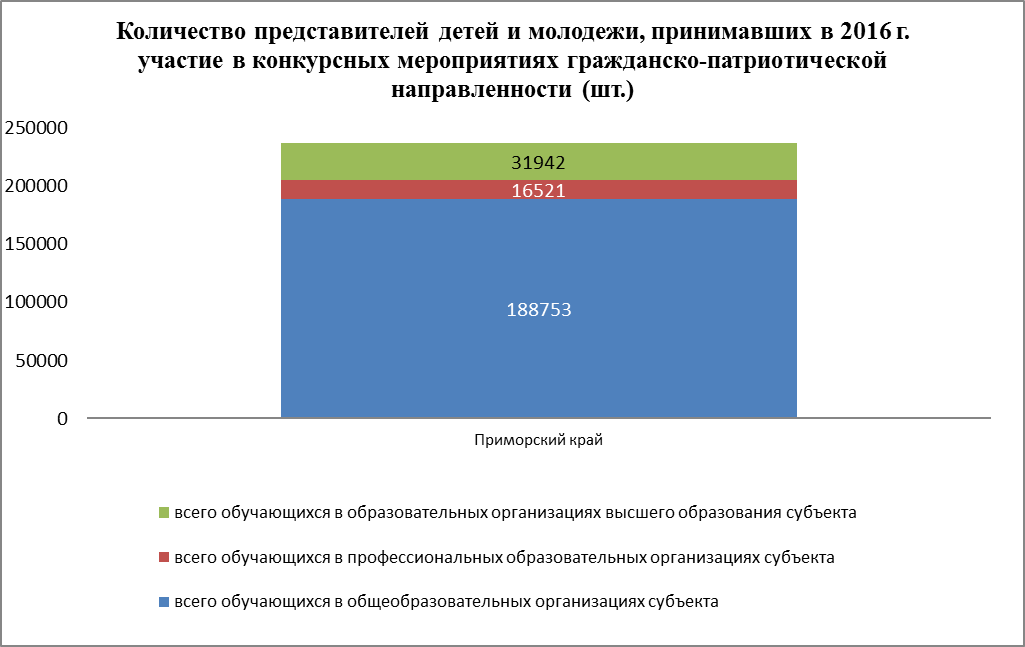 Количество представителей детей и молодежи, принимавших в 2016 г.
участие в конкурсных мероприятиях гражданско-патриотической
направленности (шт.)
250000
200000
150000
100000
50000
0
31942
16521
188753
Приморский край
всего обучающихся в образовательных организациях высшего образования субъекта
всего обучающихся в профессиональных образовательных организациях субъекта
всего обучающихся в общеобразовательных организациях субъекта